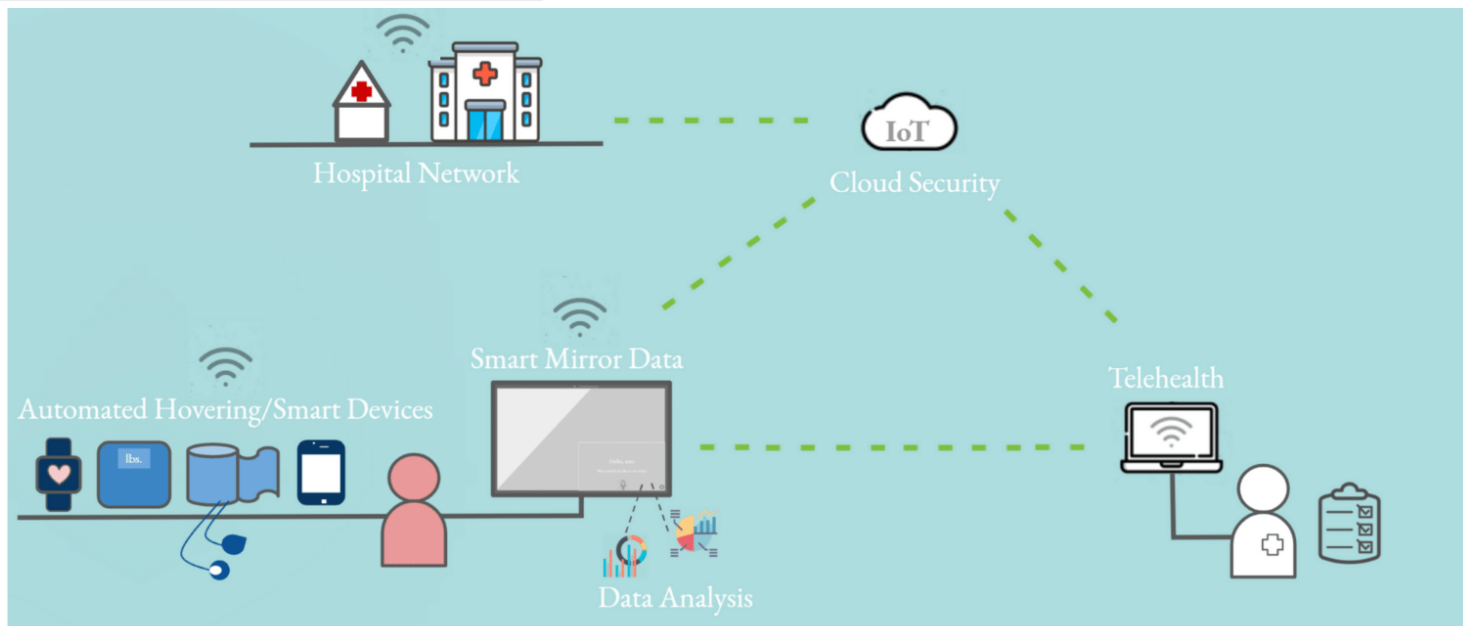 Hospital Network
IoT
Cloud Security
Smart Mirror Data
Automated Hovering/Smart Devices
lbs.
Telehealth
Data Analysis